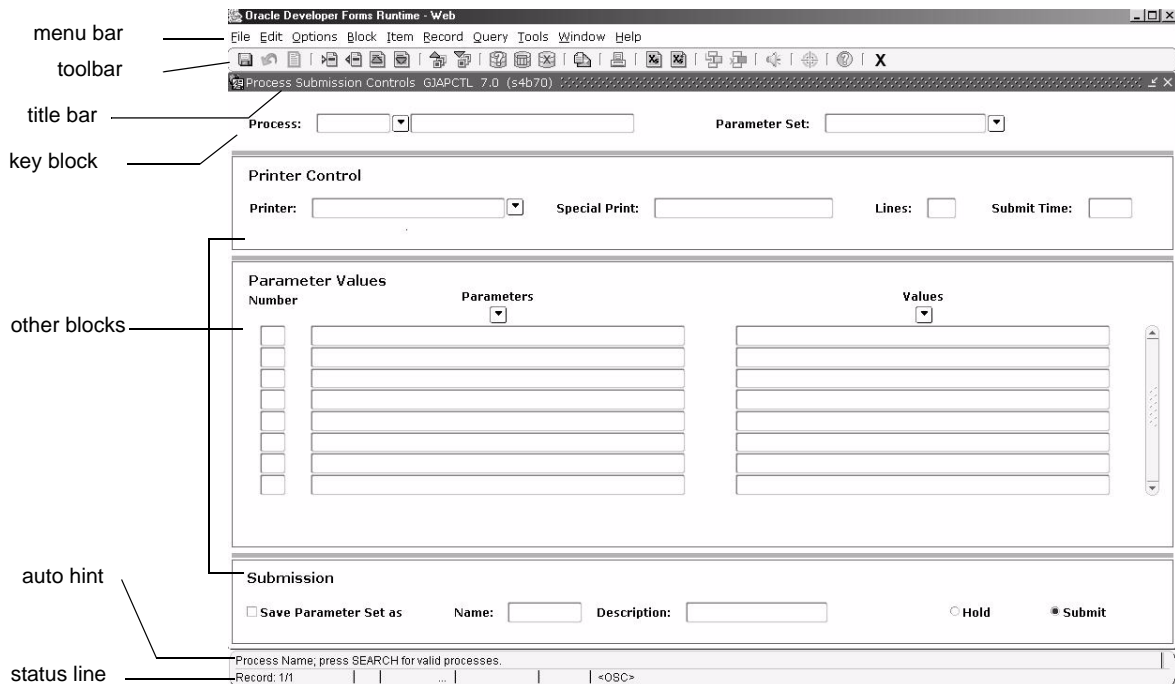 Oracle Developer Forms Runtime - Web
menu bar
File Edit Options Block Item Record Query Tools Window Help
toolbar
Process Submission Controls GJAPCTL 7.0 (s4b70)
title bar
Process: Parameter Set:
key block
Printer Control
Printer: Special Print: Lines: Submit Time:
Parameter Values
Number Parameters Values
other blocks
auto hint
Submission
Save Parameter Set as Name: Description: Hold Submit
Process Name; press SEARCH for valid processes.
status line
Record: 1/1 ... <OSC>